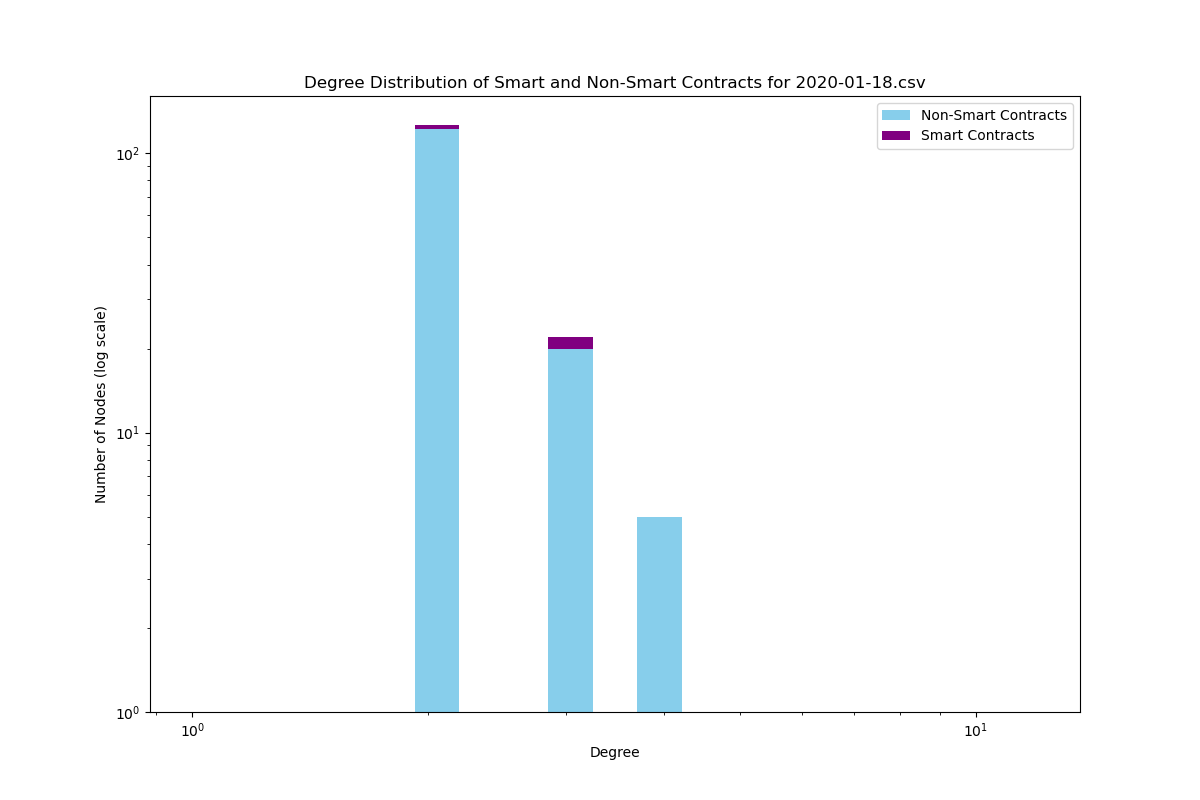 Degree Distribution of Smart and Non-Smart Contracts for 2020-01-18.csv
Non-Smart Contracts
Smart Contracts
Number of Nodes (log scale)
10²
10¹
10⁰
10⁰ 10¹
Degree